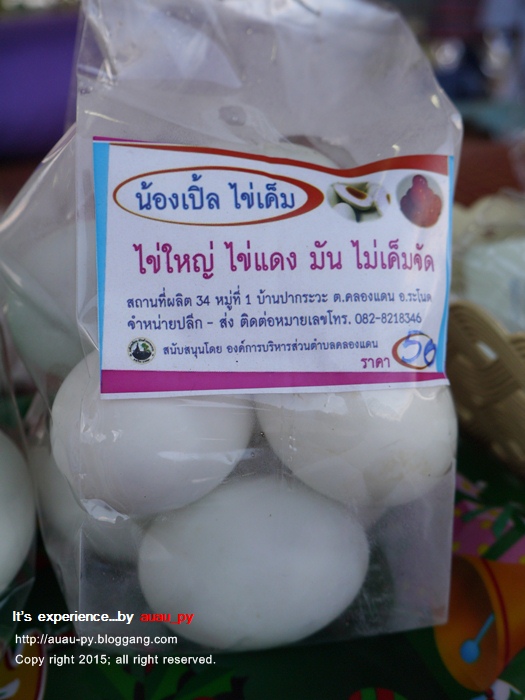 น้องเปิ้ล ไข่เค็ม
ไข่ใหญ่ ไข่แดง มัน ไม่เค็มจัด
สถานที่ผลิต 34 หมู่ที่ 1 บ้านปากระวะ ต.คลองแดน อ.ระโนด
จำหน่ายปลีก - ส่ง ติดต่อหมายเลขโทร. 082-8218346
สนับสนุนโดย องค์การบริหารส่วนตำบลคลองแดน
ราคา 50
It's experience...by auau_py
http://auau-py.bloggang.com
Copy right 2015; all right reserved.